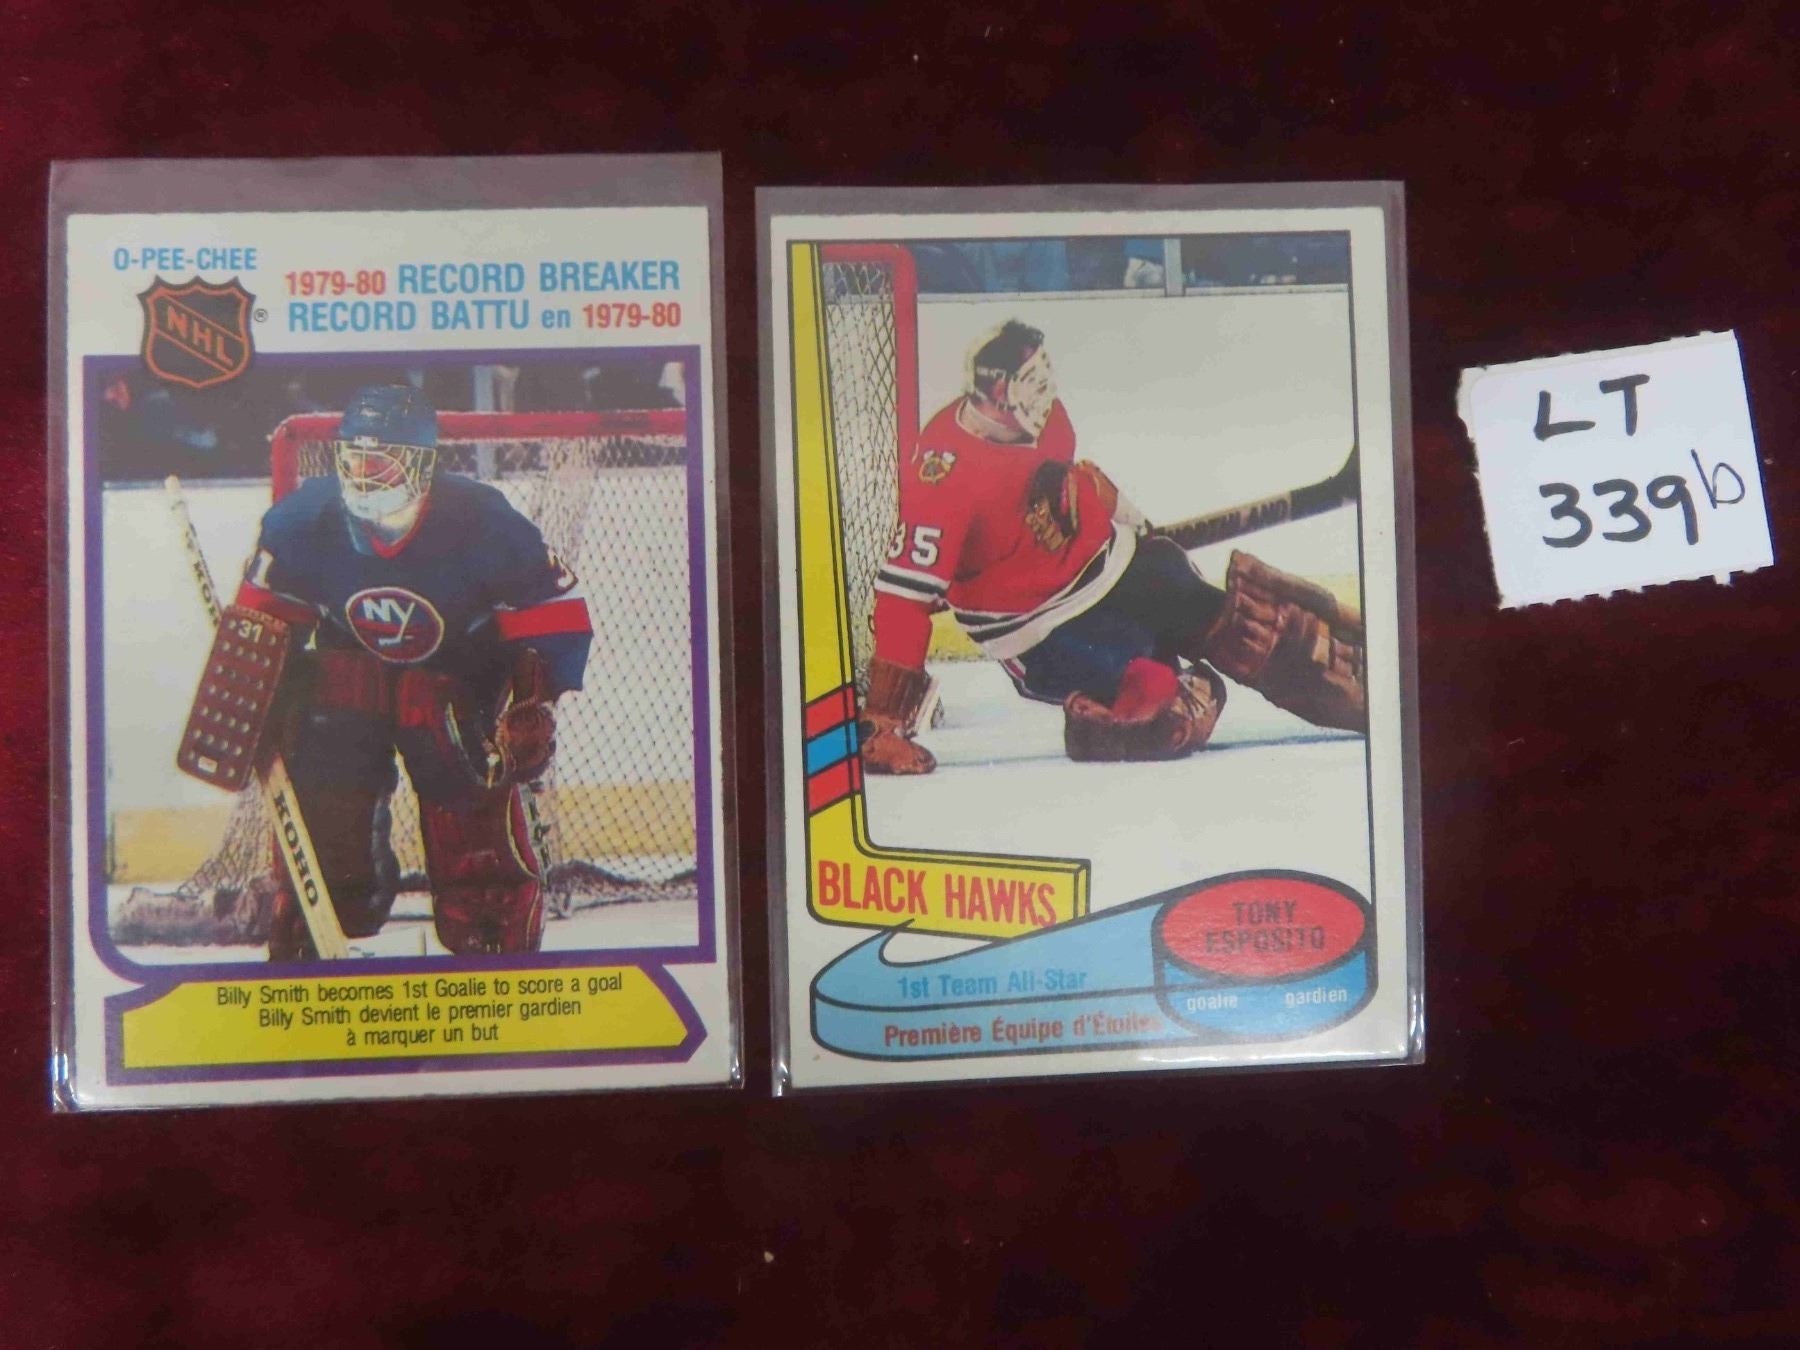 O-PEE-CHEE
NHL
®
1979-80 RECORD BREAKER
RECORD BATTU en 1979-80
31
NY
KOHO
Billy Smith becomes 1st Goalie to score a goal
Billy Smith devient le premier gardien
à marquer un but
35
NORTHLAND
BLACK HAWKS
TONY
ESPOSITO
1st Team All-Star
goalie gardien
Première Équipe d'Étoiles
LT
339b